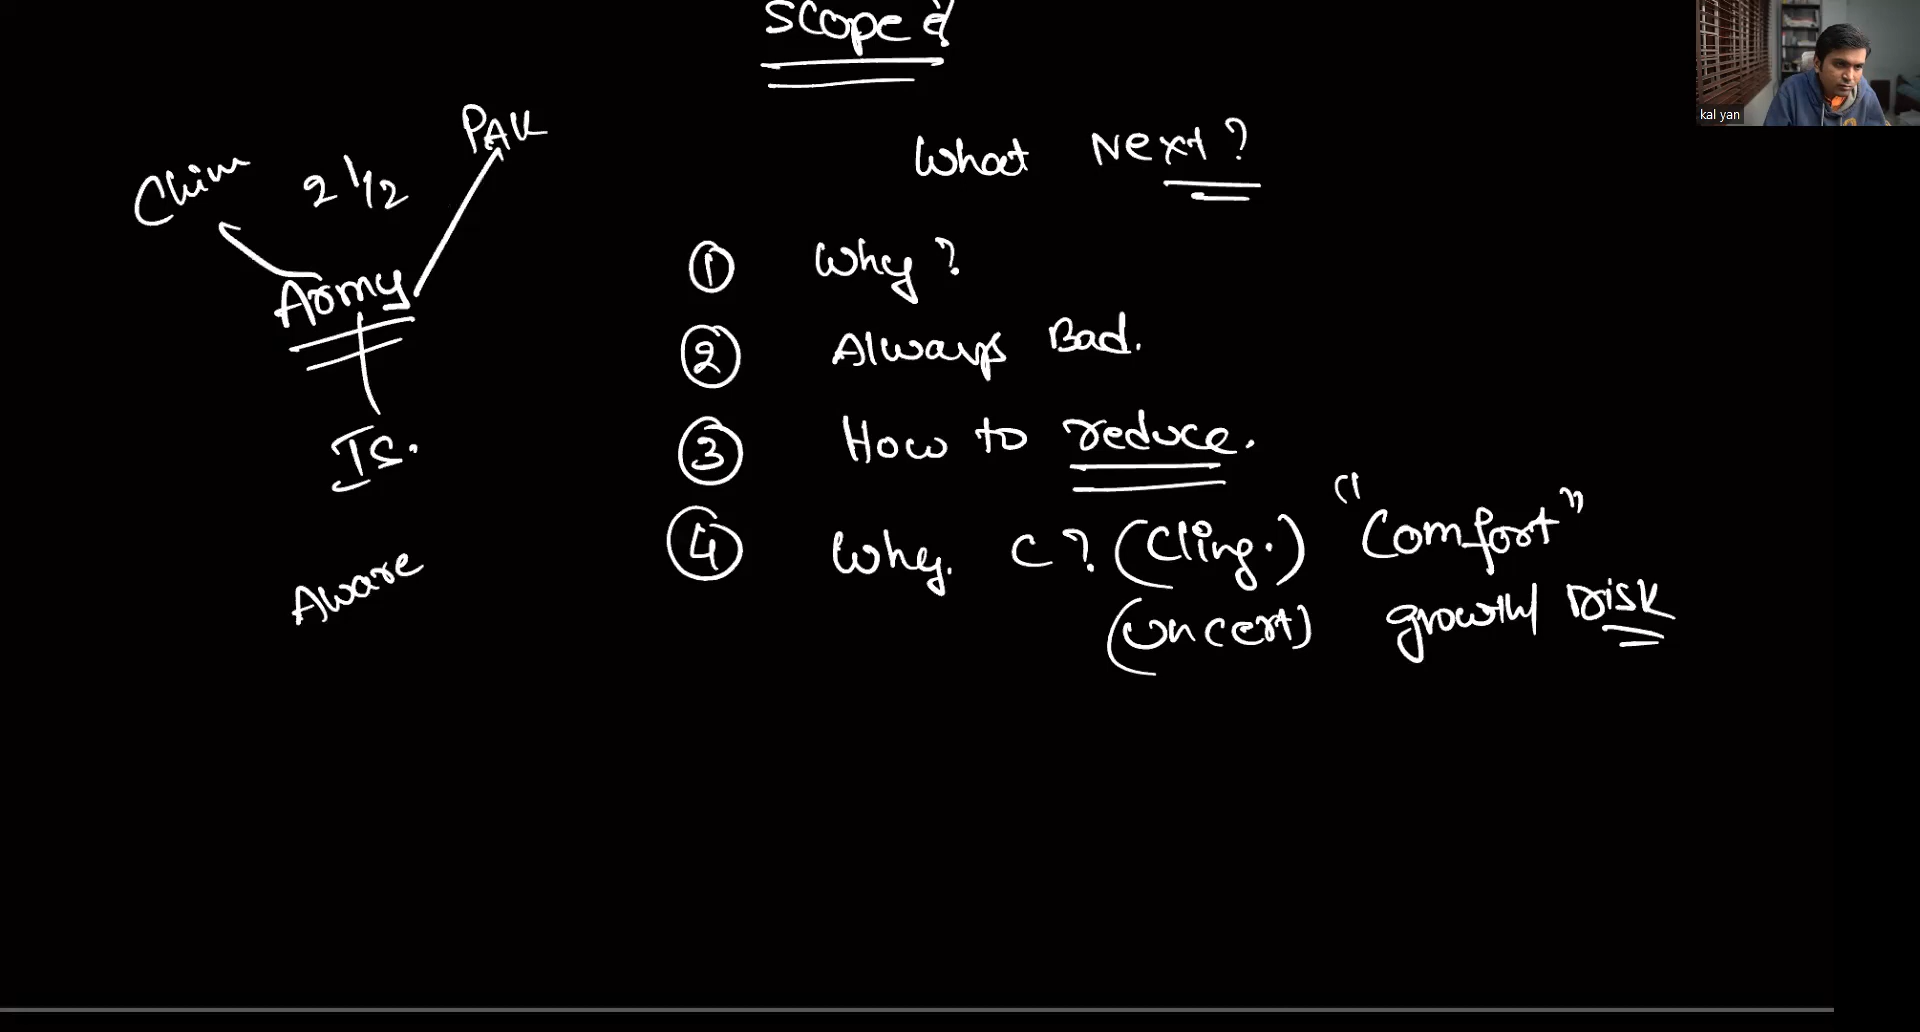 Scope &
PAK
China 2 1/2
What Next?
Army
① Why?
② Always Bad.
③ How to reduce.
IS.
④ Why. C? (Cling.) "Comfort"
Aware
(uncert) growth/ Risk
kal yan